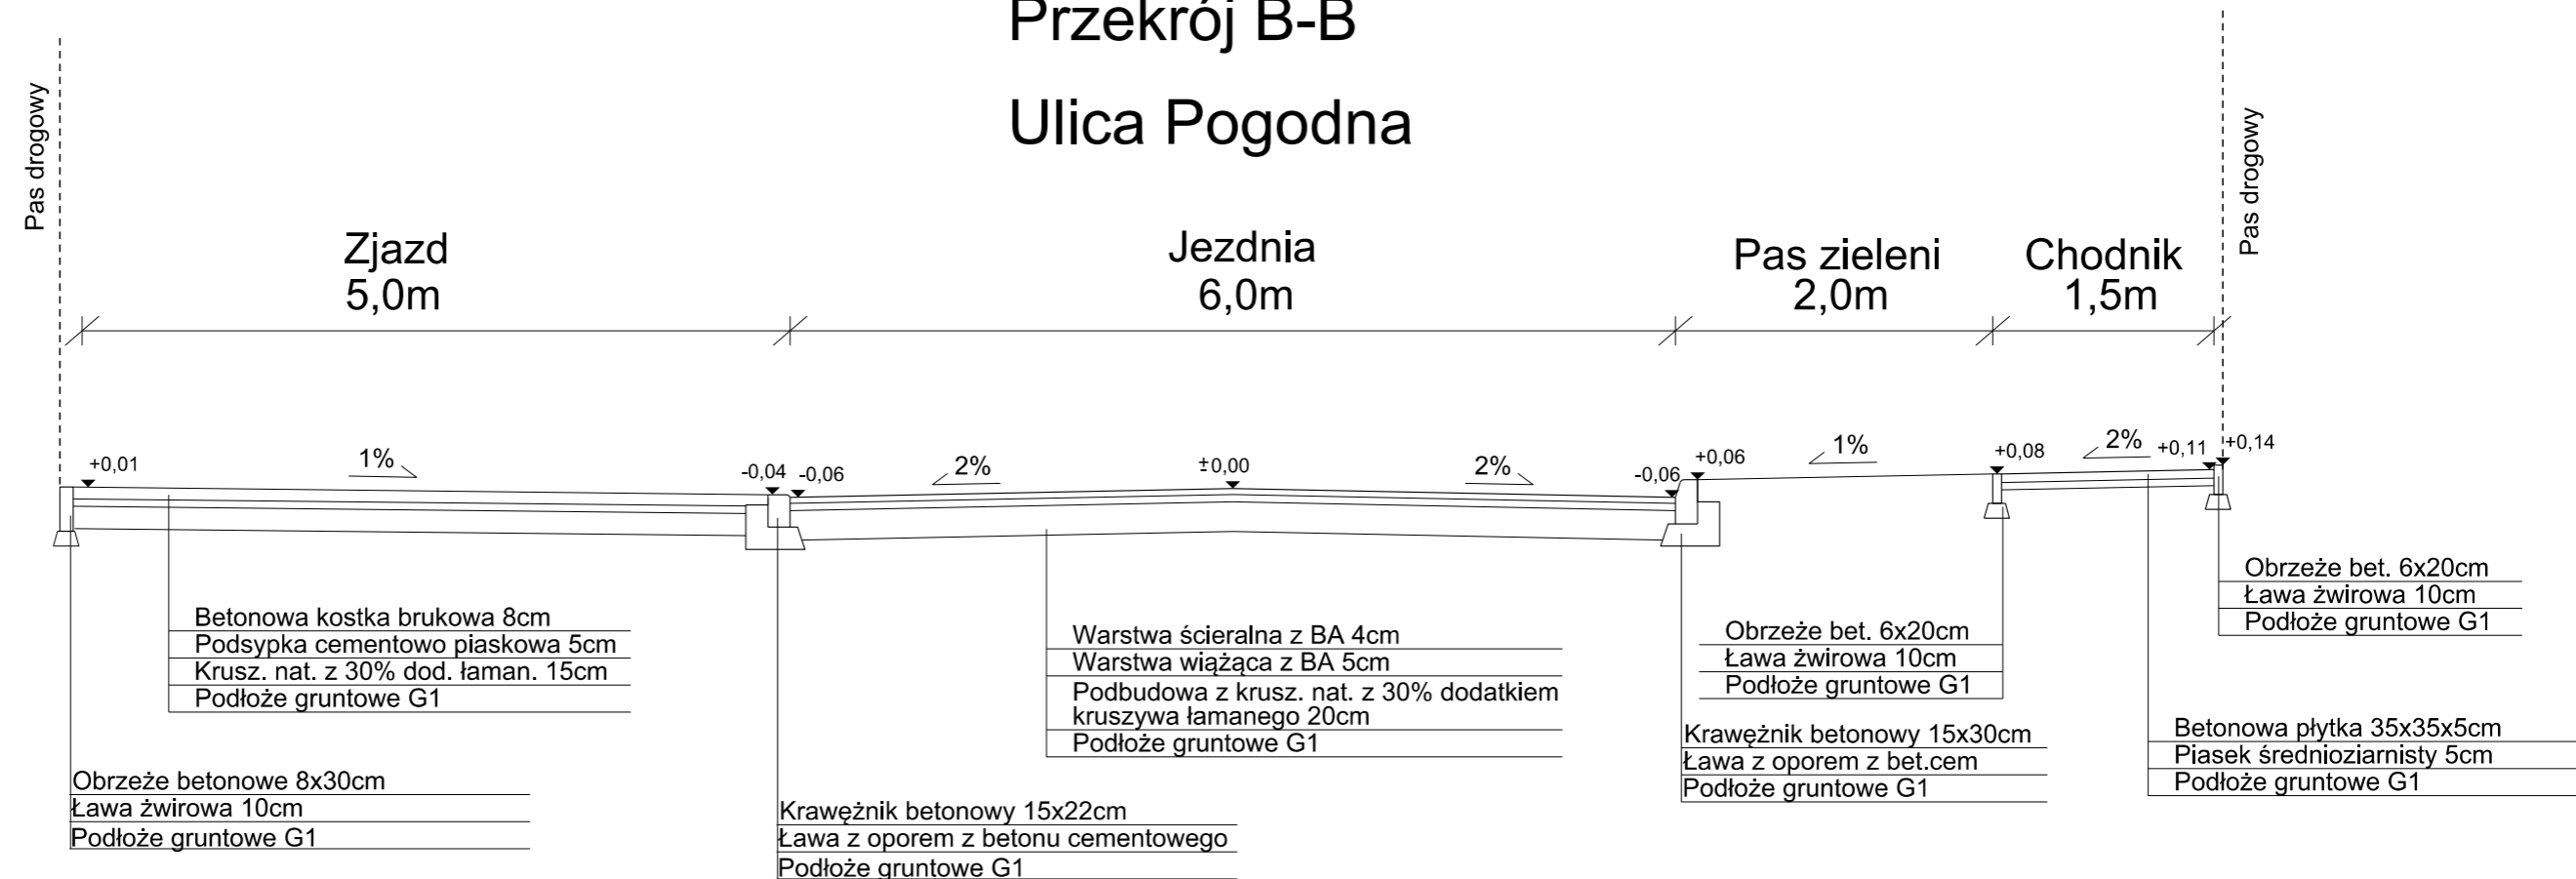 Przekrój B-B
Ulica Pogodna
Pas drogowy
Pas drogowy
Zjazd
5,0m
Jezdnia
6,0m
Pas zieleni
2,0m
Chodnik
1,5m
+0,01
1%
-0,04
-0,06
2%
±0,00
2%
-0,06
+0,06
1%
+0,08
2%
+0,11
+0,14
Betonowa kostka brukowa 8cm
Podsypka cementowo piaskowa 5cm
Krusz. nat. z 30% dod. łaman. 15cm
Podłoże gruntowe G1
Obrzeże betonowe 8x30cm
Ława żwirowa 10cm
Podłoże gruntowe G1
Krawężnik betonowy 15x22cm
Ława z oporem z betonu cementowego
Podłoże gruntowe G1
Warstwa ścieralna z BA 4cm
Warstwa wiążąca z BA 5cm
Podbudowa z krusz. nat. z 30% dodatkiem
kruszywa łamanego 20cm
Podłoże gruntowe G1
Obrzeże bet. 6x20cm
Ława żwirowa 10cm
Podłoże gruntowe G1
Krawężnik betonowy 15x30cm
Ława z oporem z bet.cem
Podłoże gruntowe G1
Obrzeże bet. 6x20cm
Ława żwirowa 10cm
Podłoże gruntowe G1
Betonowa płytka 35x35x5cm
Piasek średnioziarnisty 5cm
Podłoże gruntowe G1